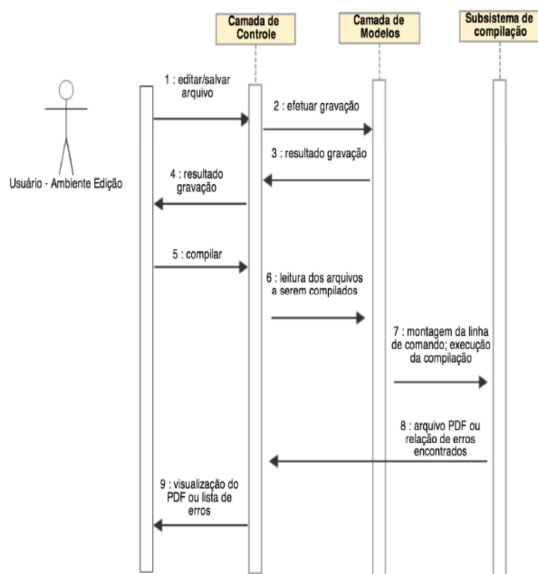 Camada de
Controle
Camada de
Modelos
Subsistema de
compilação
1 : editar/salvar
arquivo
2 : efetuar gravação
3 : resultado gravação
4 : resultado
gravação
Usuário - Ambiente Edição
5 : compilar
6 : leitura dos arquivos
a serem compilados
7 : montagem da linha
de comando; execução
da compilação
8 : arquivo PDF ou
relação de erros
encontrados
9 : visualização do
PDF ou lista de
erros